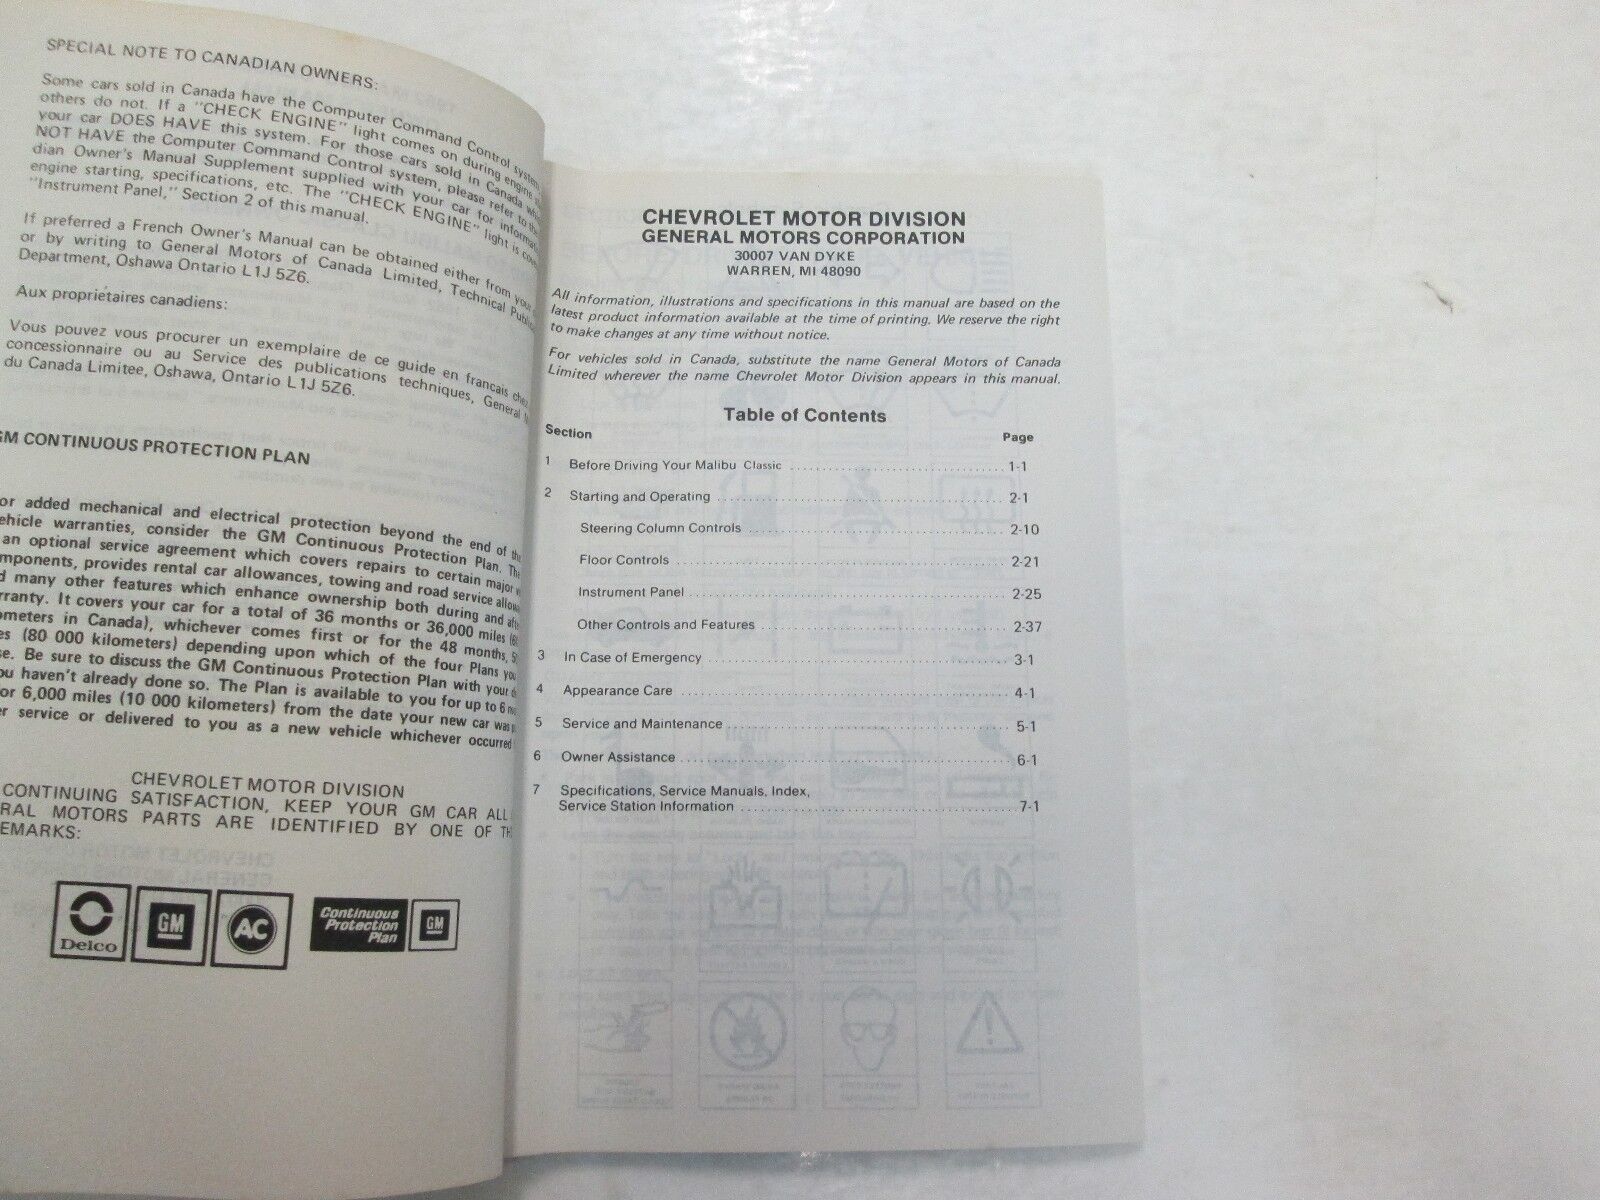 SPECIAL NOTE TO CANADIAN OWNERS:
Some cars sold in Canada have the Computer Command Control system
others do not. If a "CHECK ENGINE" light comes on during engine
your car DOES HAVE this system. For those cars sold in Canada
NOT HAVE the Computer Command Control system, please refer to the
dian Owner's Manual Supplement supplied with your car for information
engine starting, specifications, etc. The "CHECK ENGINE" light is
"Instrument Panel," Section 2 of this manual.
If preferred a French Owner's Manual can be obtained either from your
or by writing to General Motors of Canada Limited, Technical
Department, Oshawa Ontario L1J 5Z6.
Aux propriétaires canadiens:
Vous pouvez vous procurer un exemplaire de ce guide en francais chez
concessionnaire ou au Service des publications techniques, General
du Canada Limitee, Oshawa, Ontario L1J 5Z6.
GM CONTINUOUS PROTECTION PLAN
or added mechanical and electrical protection beyond the end of the
ehicle warranties, consider the GM Continuous Protection Plan. The
an optional service agreement which covers repairs to certain major
mponents, provides rental car allowances, towing and road service
d many other features which enhance ownership both during and
rranty. It covers your car for a total of 36 months or 36,000 miles
ometers in Canada), whichever comes first or for the 48 months,
es (80 000 kilometers) depending upon which of the four Plans you
se. Be sure to discuss the GM Continuous Protection Plan with your
ou haven't already done so. The Plan is available to you for up to 6
or 6,000 miles (10 000 kilometers) from the date your new car was
er service or delivered to you as a new vehicle whichever occurred
CHEVROLET MOTOR DIVISION
CONTINUING SATISFACTION, KEEP YOUR GM CAR ALL
RAL MOTORS PARTS ARE IDENTIFIED BY ONE OF TH
EMARKS:
Delco
GM
AC
Continuous
Protection
Plan
GM
CHEVROLET MOTOR DIVISION
GENERAL MOTORS CORPORATION
30007 VAN DYKE
WARREN, MI 48090
All information, illustrations and specifications in this manual are based on the
latest product information available at the time of printing. We reserve the right
to make changes at any time without notice.
For vehicles sold in Canada, substitute the name General Motors of Canada
Limited wherever the name Chevrolet Motor Division appears in this manual.
Table of Contents
Section Page
1 Before Driving Your Malibu Classic 1-1
2 Starting and Operating 2-1
Steering Column Controls 2-10
Floor Controls 2-21
Instrument Panel 2-25
Other Controls and Features 2-37
3 In Case of Emergency 3-1
4 Appearance Care 4-1
5 Service and Maintenance 5-1
6 Owner Assistance 6-1
7 Specifications, Service Manuals, Index,
Service Station Information 7-1